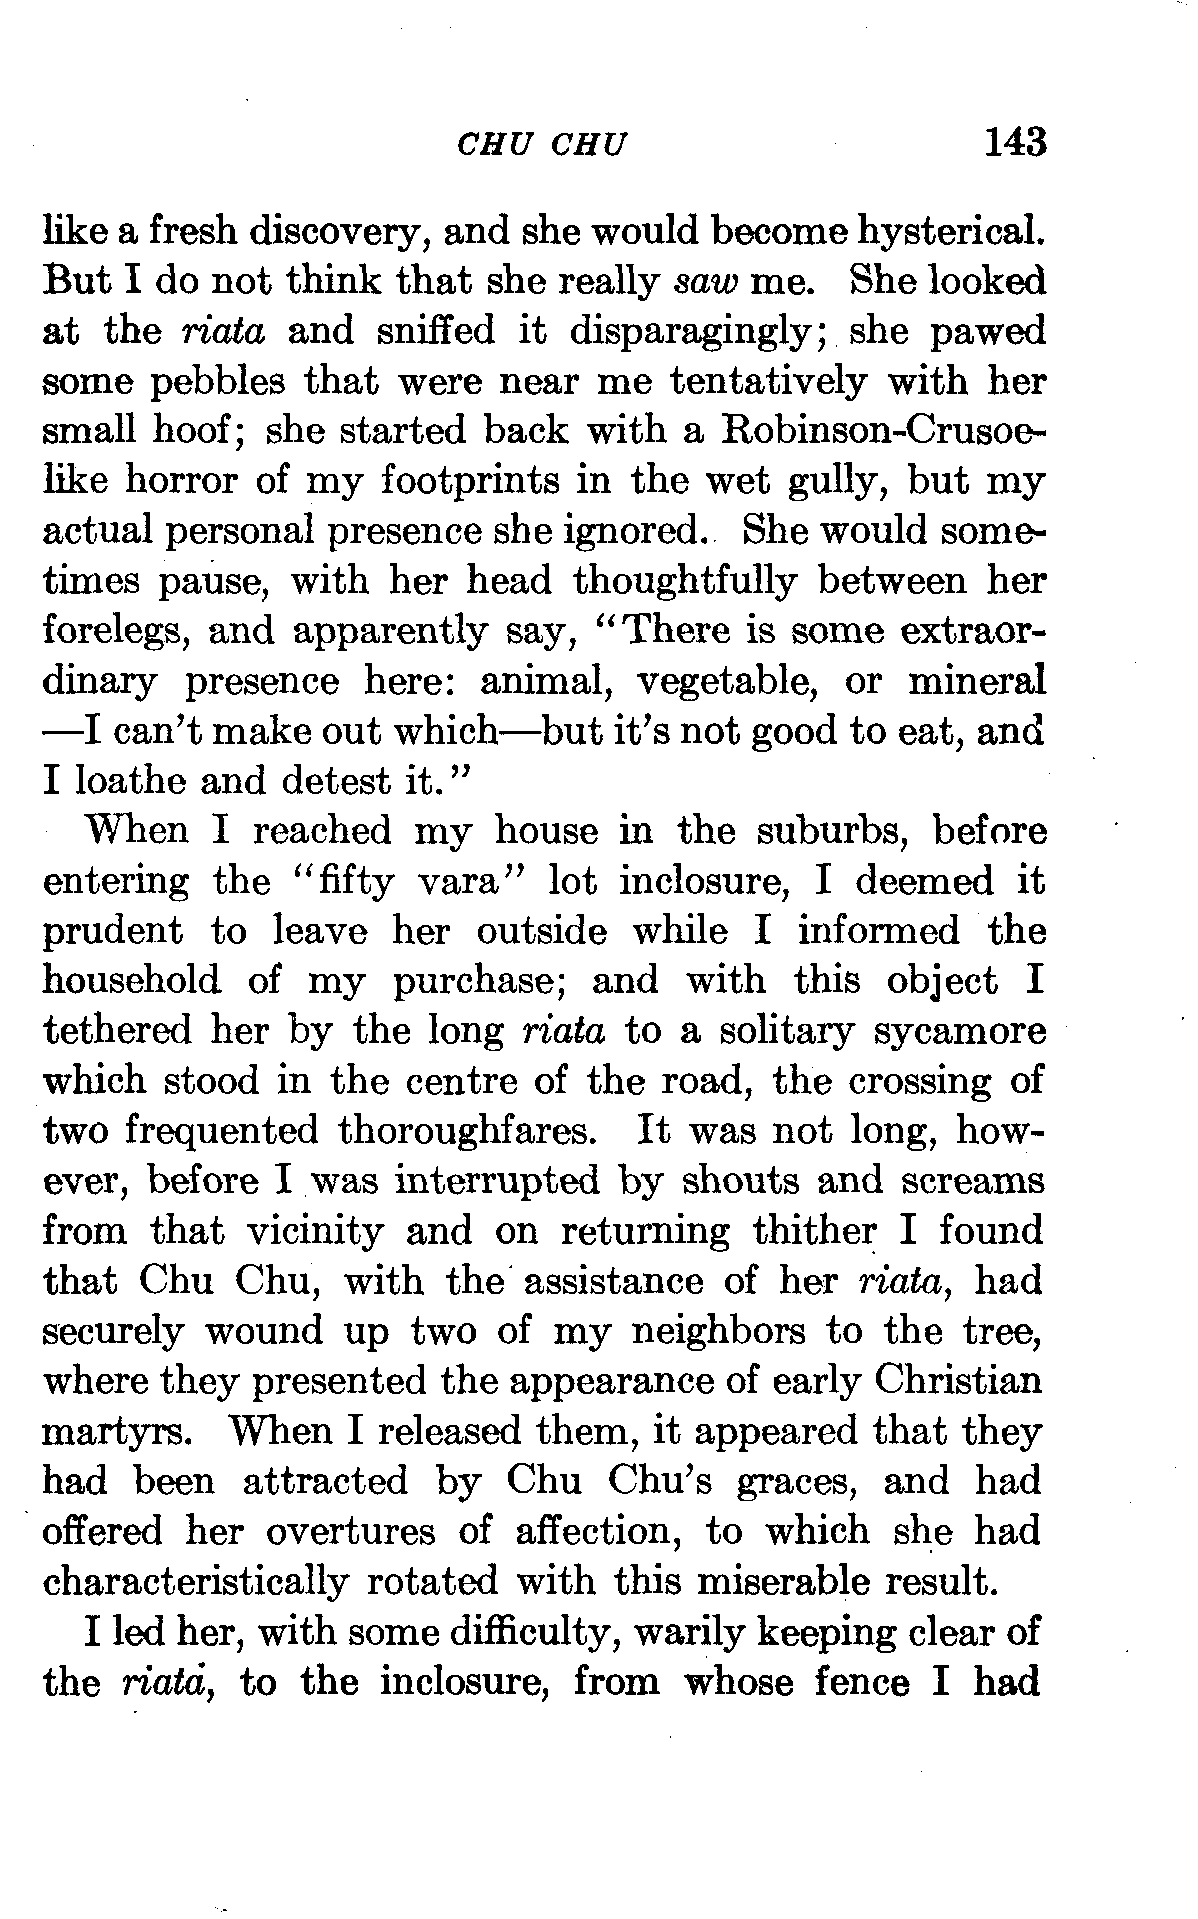 CHU CHU 143
like a fresh discovery, and she would become hysterical.
But I do not think that she really saw me. She looked
at the riata and sniffed it disparagingly; she pawed
some pebbles that were near me tentatively with her
small hoof; she started back with a Robinson-Crusoe-
like horror of my footprints in the wet gully, but my
actual personal presence she ignored. She would some-
times pause, with her head thoughtfully between her
forelegs, and apparently say, "There is some extraor-
dinary presence here: animal, vegetable, or mineral
—I can't make out which—but it's not good to eat, and
I loathe and detest it."
When I reached my house in the suburbs, before
entering the "fifty vara" lot inclosure, I deemed it
prudent to leave her outside while I informed the
household of my purchase; and with this object I
tethered her by the long riata to a solitary sycamore
which stood in the centre of the road, the crossing of
two frequented thoroughfares. It was not long, how-
ever, before I was interrupted by shouts and screams
from that vicinity and on returning thither I found
that Chu Chu, with the assistance of her riata, had
securely wound up two of my neighbors to the tree,
where they presented the appearance of early Christian
martyrs. When I released them, it appeared that they
had been attracted by Chu Chu's graces, and had
offered her overtures of affection, to which she had
characteristically rotated with this miserable result.
I led her, with some difficulty, warily keeping clear of
the riata, to the inclosure, from whose fence I had